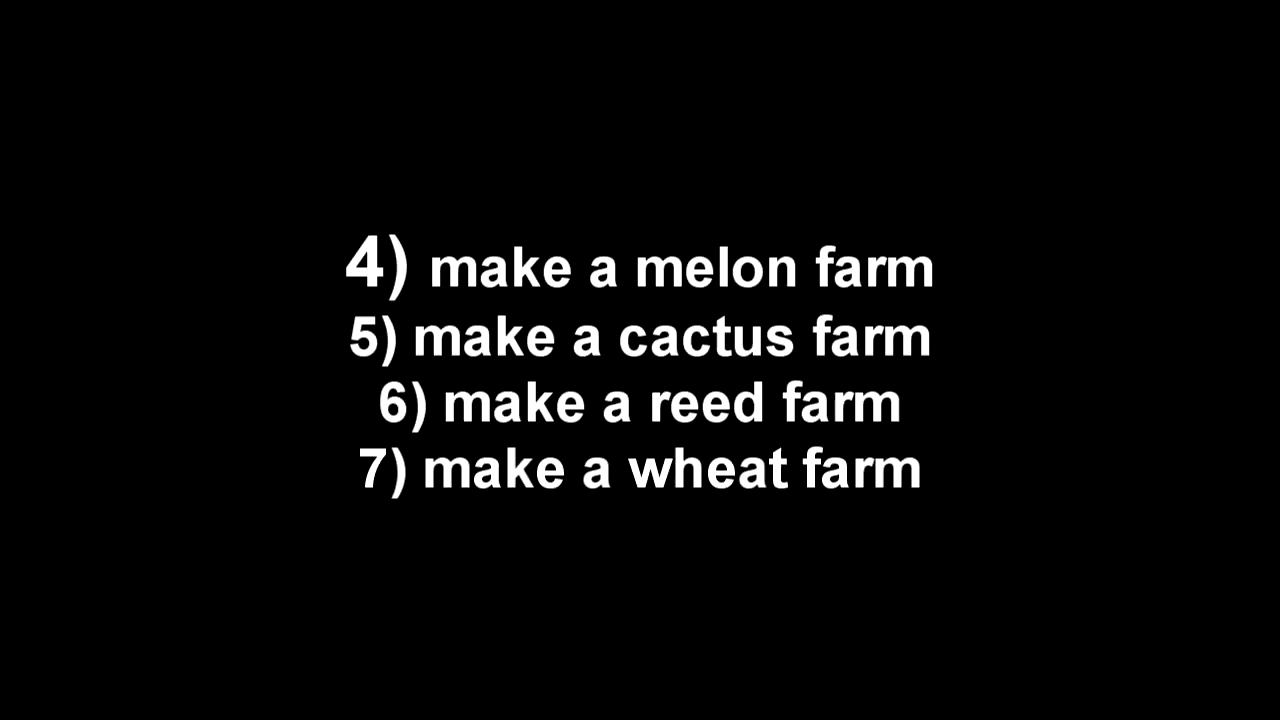 4) make a melon farm
5) make a cactus farm
6) make a reed farm
7) make a wheat farm